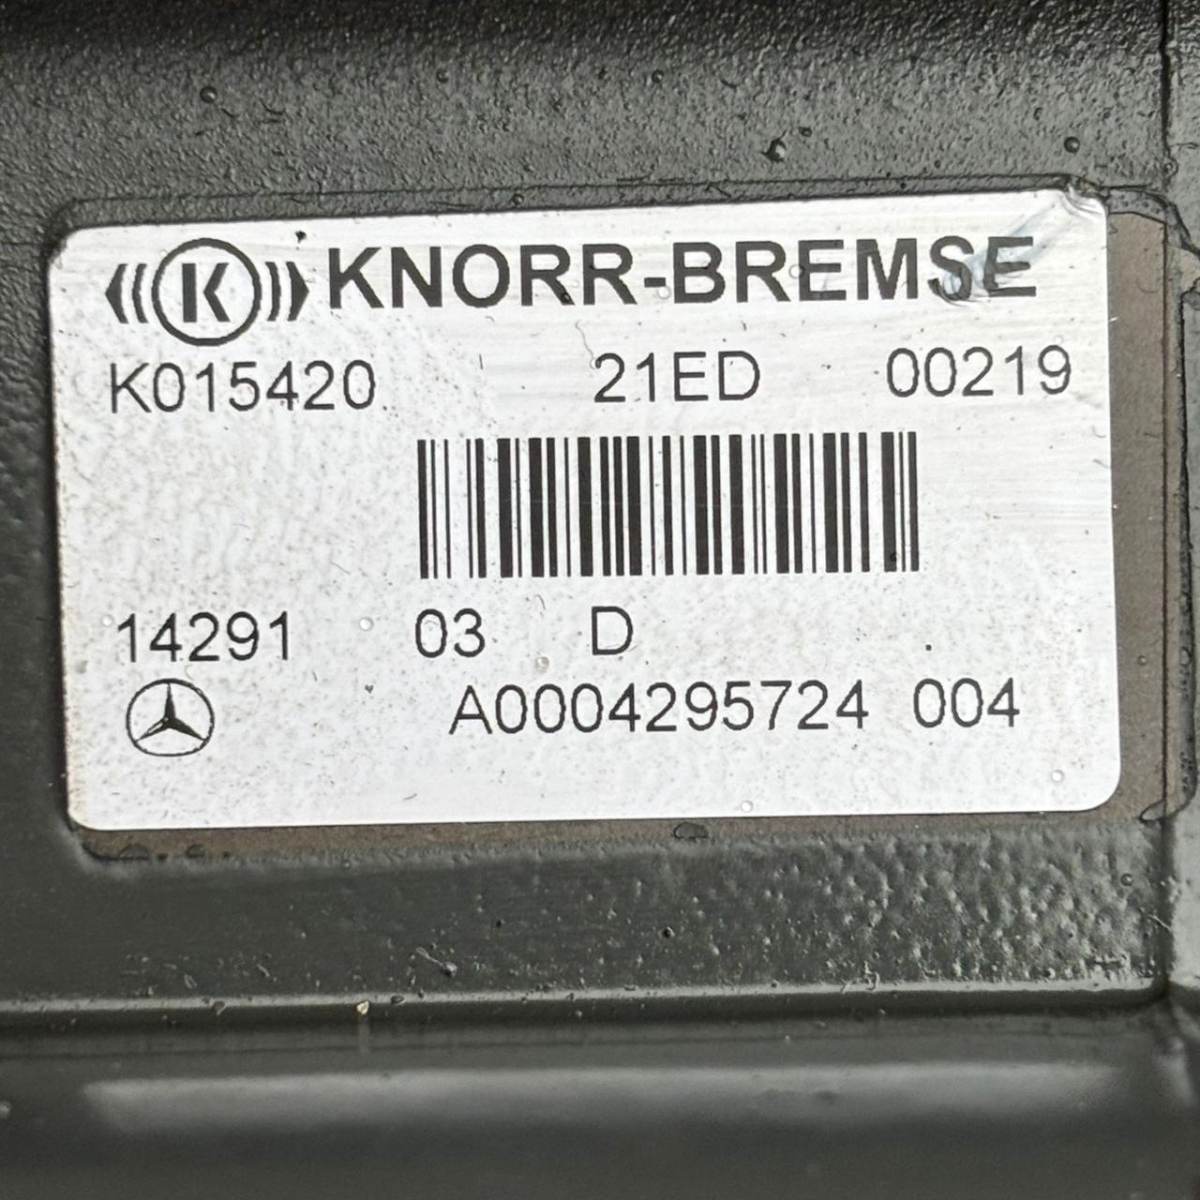 K KNORR-BREMSE
K015420 21ED 00219
14291 03 D
A0004295724 004